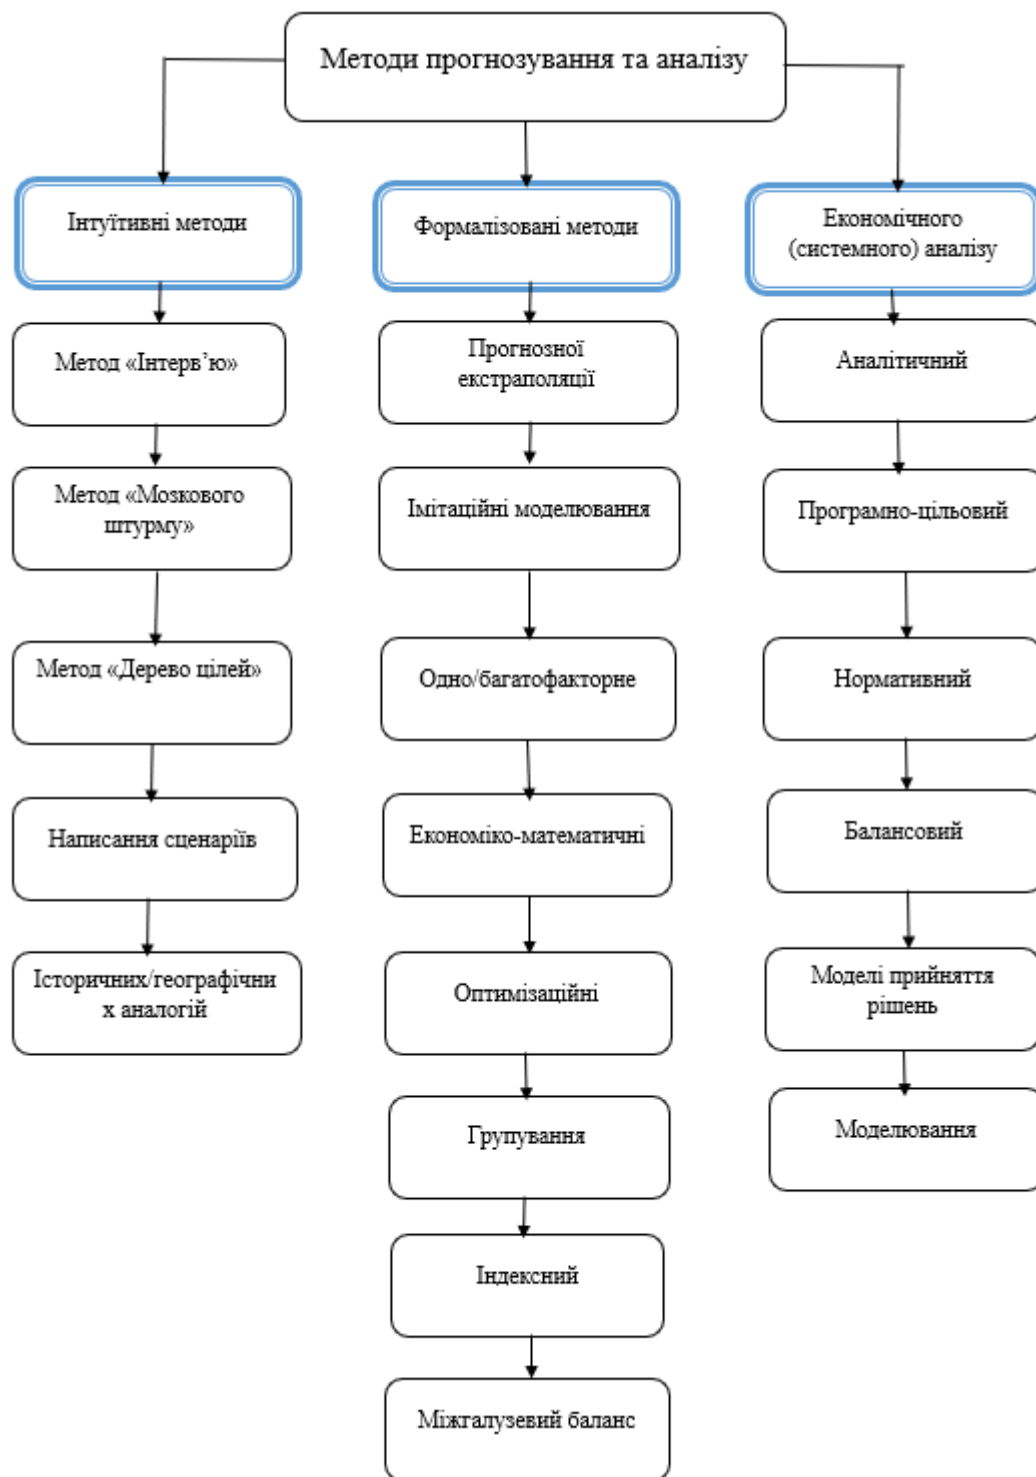 Методи прогнозування та аналізу
Інтуїтивні методи
Метод «Інтерв’ю»
Метод «Мозкового
штурму»
Метод «Дерево цілей»
Написання сценаріїв
Історичних/географічни
х аналогій
Формалізовані методи
Прогнозної
екстраполяції
Імітаційні моделювання
Одно/багатофакторне
Економіко-математичні
Оптимізаційні
Групування
Індексний
Міжгалузевий баланс
Економічного
(системного) аналізу
Аналітичний
Програмно-цільовий
Нормативний
Балансовий
Моделі прийняття
рішень
Моделювання